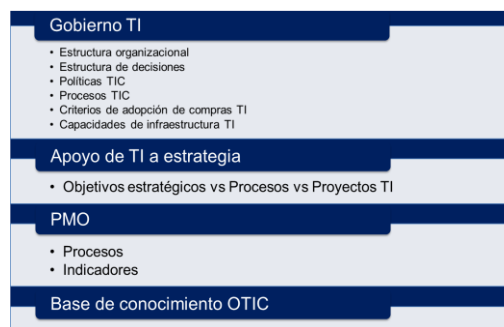 Gobierno TI
• Estructura organizacional
• Estructura de decisiones
• Políticas TIC
• Procesos TIC
• Criterios de adopción de compras TI
• Capacidades de infraestructura TI
Apoyo de TI a estrategia
• Objetivos estratégicos vs Procesos vs Proyectos TI
PMO
• Procesos
• Indicadores
Base de conocimiento OTIC